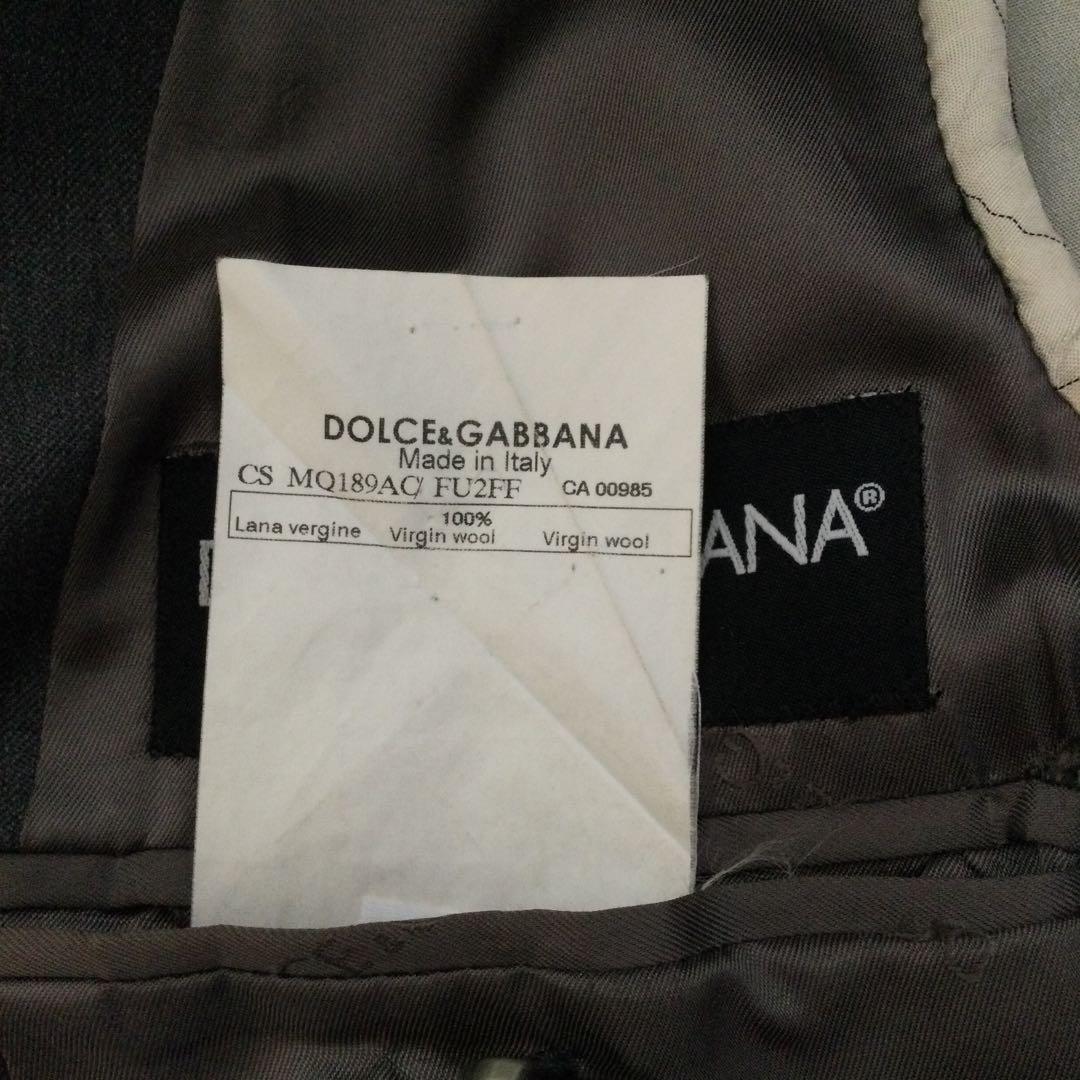 DOLCE&GABBANA
Made in Italy
CS MQ189AC/ FU2FF CA 00985
100%
Lana vergine Virgin wool Virgin wool
ANA®